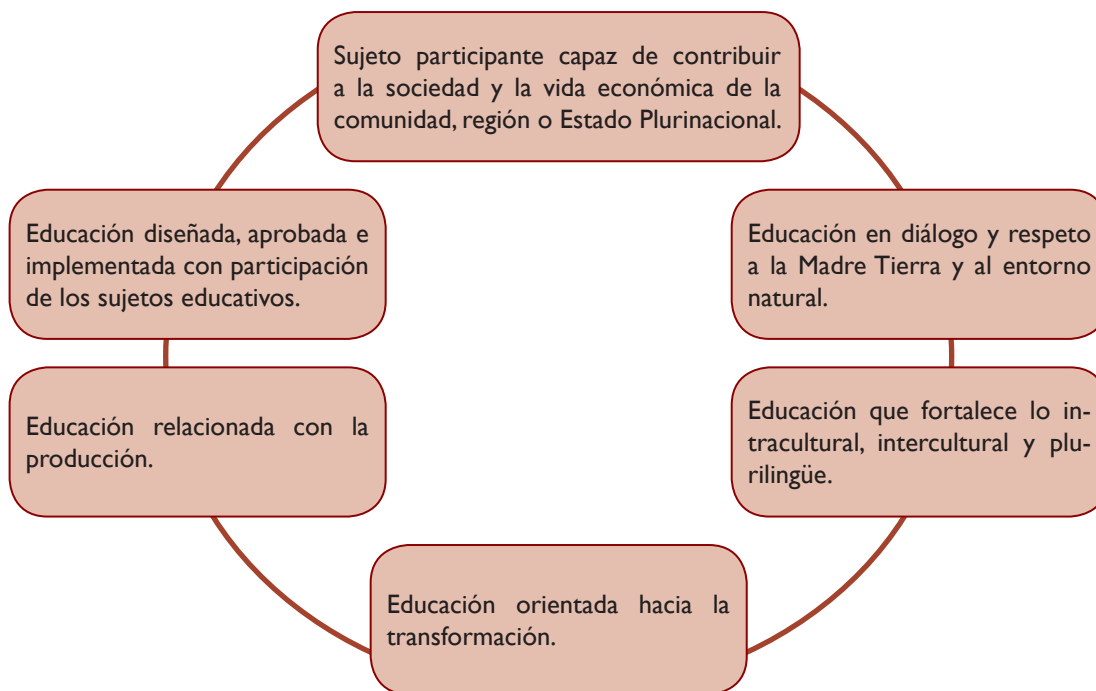 Sujeto participante capaz de contribuir
a la sociedad y la vida económica de la
comunidad, región o Estado Plurinacional.
Educación diseñada, aprobada e
implementada con participación
de los sujetos educativos.
Educación en diálogo y respeto
a la Madre Tierra y al entorno
natural.
Educación relacionada con la
producción.
Educación que fortalece lo in-
tracultural, intercultural y plu-
rilingüe.
Educación orientada hacia la
transformación.